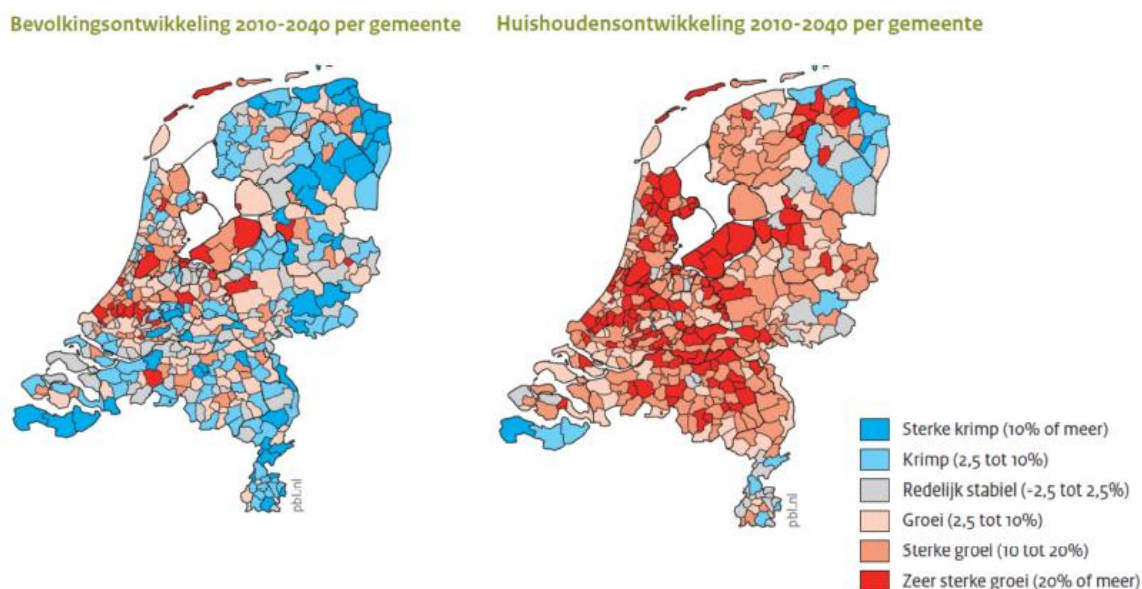 Bevolkingsontwikkeling 2010-2040 per gemeente
Huishoudensontwikkeling 2010-2040 per gemeente
pbl.nl
pbl.nl
Sterke krimp (10% of meer)
Krimp (2,5 tot 10%)
Redelijk stabiel (-2,5 tot 2,5%)
Groei (2,5 tot 10%)
Sterke groei (10 tot 20%)
Zeer sterke groei (20% of meer)